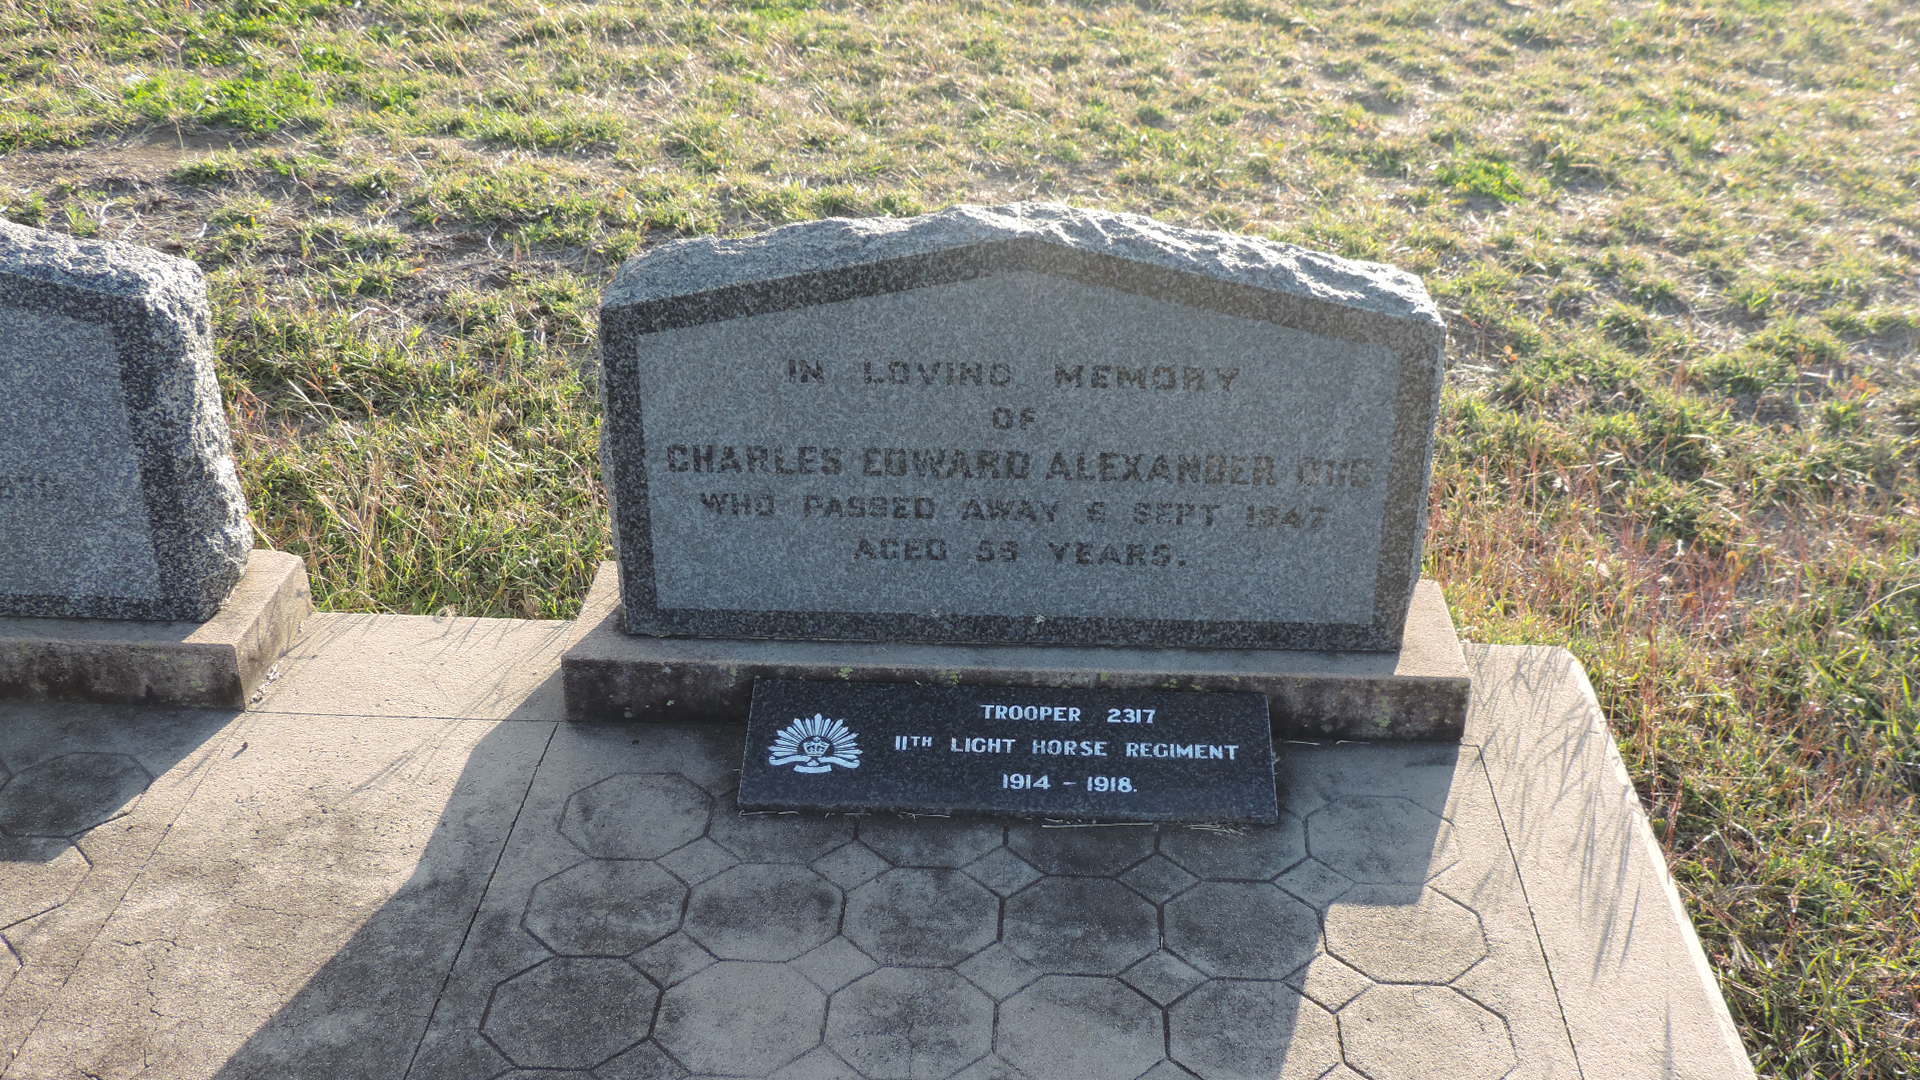 IN LOVING MEMORY
OF
CHARLES EDWARD ALEXANDER
WHO PASSED AWAY 6 SEPT 1947
AGED 55 YEARS.
TROOPER 2317
11TH LIGHT HORSE REGIMENT
1914 - 1918.